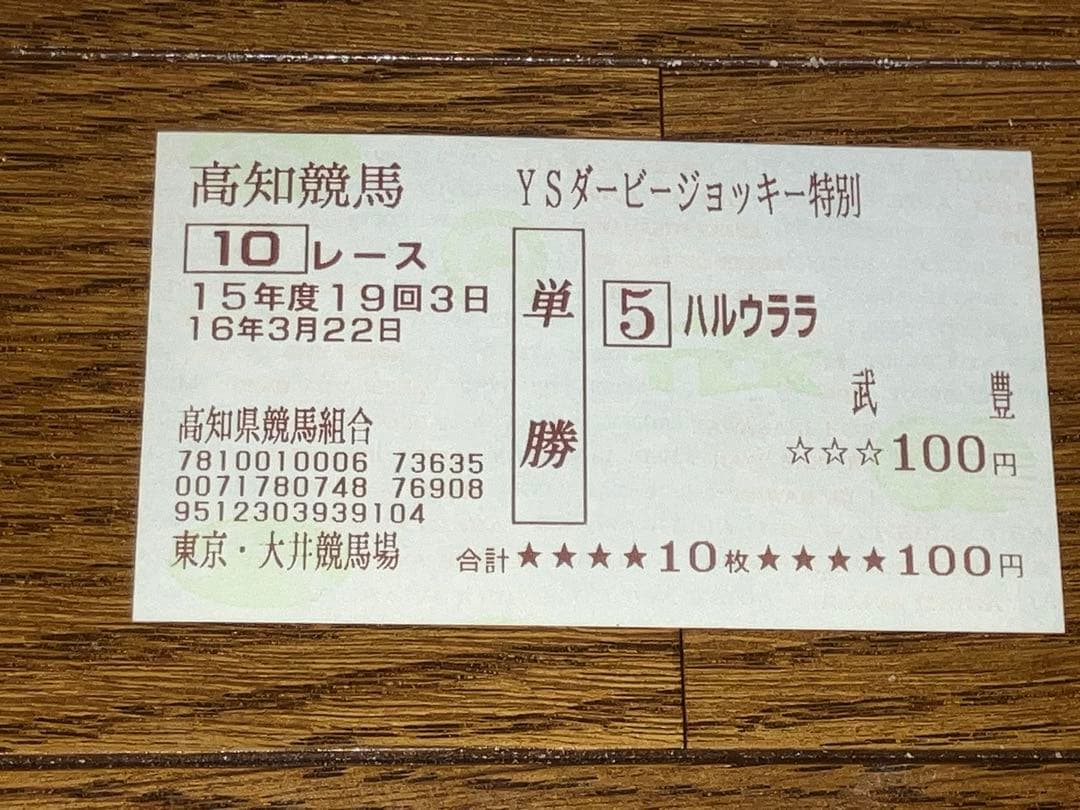 高知競馬
YSダービージョッキー特別
10レース
15年度19回3日
16年3月22日
単勝
5 ハルウララ
武 豊
☆☆☆100円
高知県競馬組合
7810010006 73635
0071780748 76908
9512303939104
東京・大井競馬場
合計★★★★10枚★★★★100円